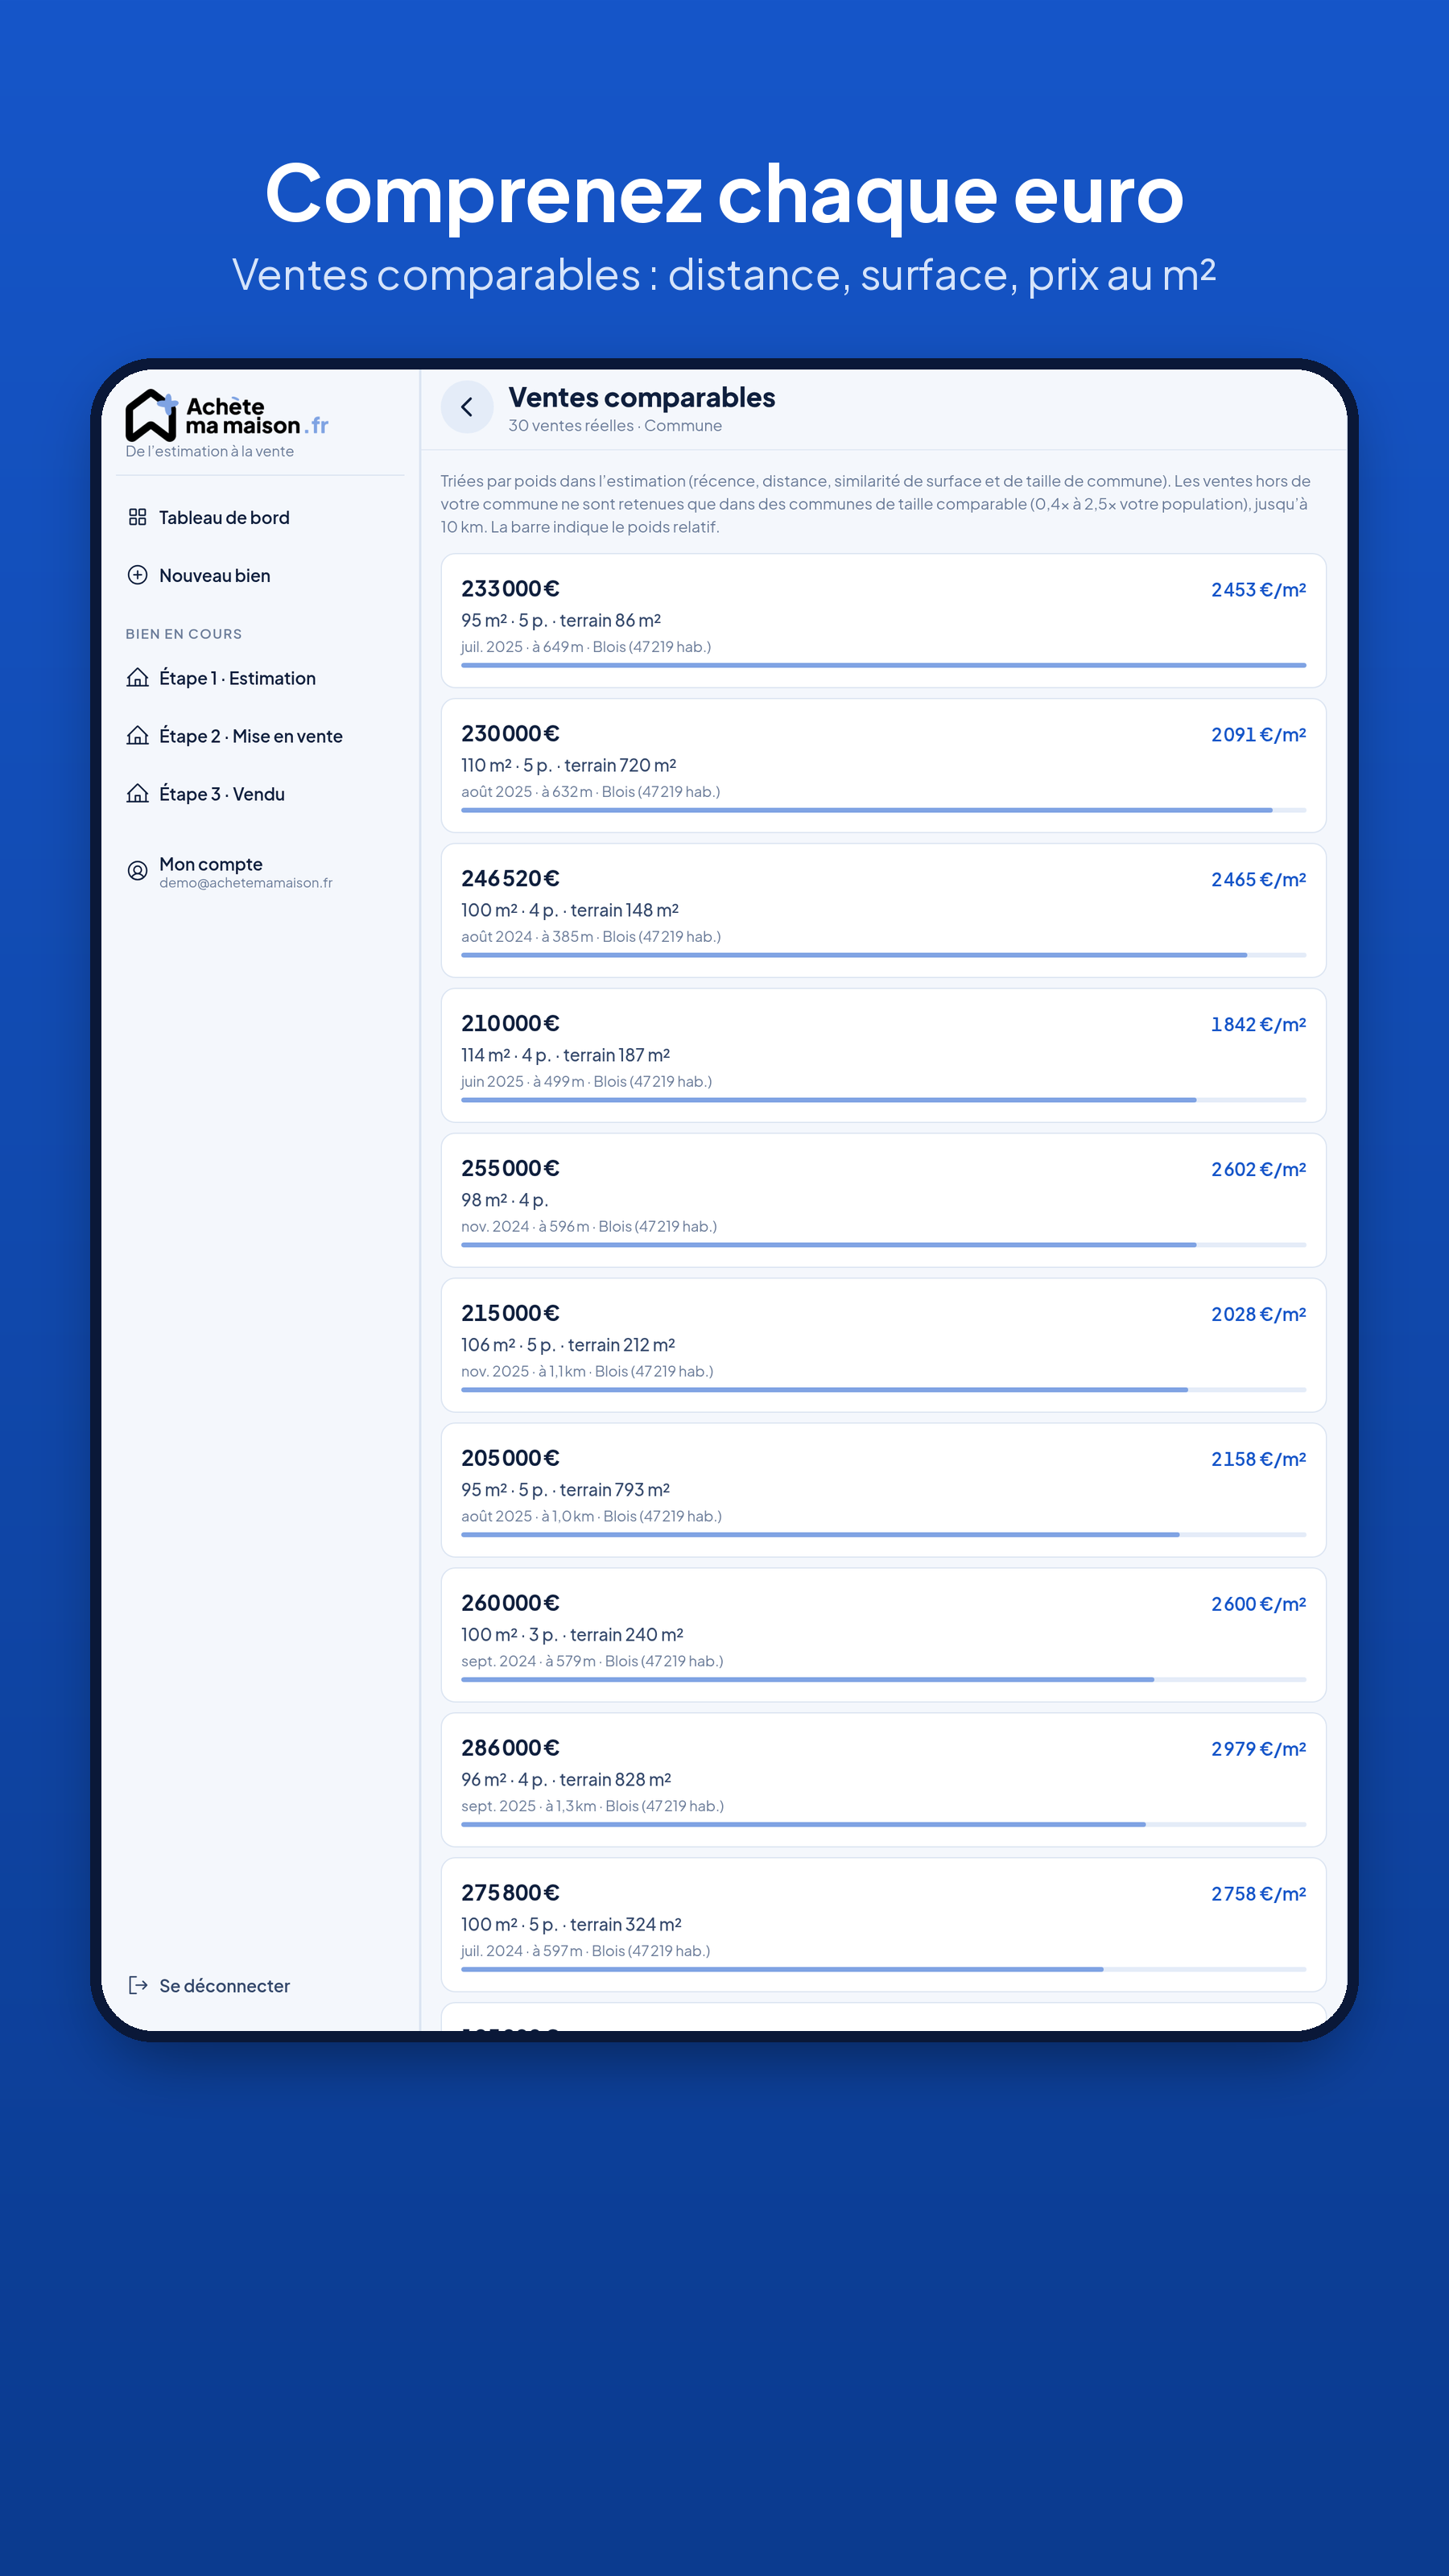 Comprenez chaque euro
Ventes comparables : distance, surface, prix au m²
Achète
ma maison.fr
De l'estimation à la vente
Tableau de bord
Nouveau bien
BIEN EN COURS
Étape 1 · Estimation
Étape 2 · Mise en vente
Étape 3 · Vendu
Mon compte
demo@achetemamaison.fr
Se déconnecter
Ventes comparables
30 ventes réelles · Commune
Triées par poids dans l'estimation (récence, distance, similarité de surface et de taille de commune). Les ventes hors de
votre commune ne sont retenues que dans des communes de taille comparable (0,4× à 2,5× votre population), jusqu'à
10 km. La barre indique le poids relatif.
233 000 €
2 453 €/m²
95 m² · 5 p. · terrain 86 m²
juil. 2025 · à 649 m · Blois (47 219 hab.)
230 000 €
2 091 €/m²
110 m² · 5 p. · terrain 720 m²
août 2025 · à 632 m · Blois (47 219 hab.)
246 520 €
2 465 €/m²
100 m² · 4 p. · terrain 148 m²
août 2024 · à 385 m · Blois (47 219 hab.)
210 000 €
1 842 €/m²
114 m² · 4 p. · terrain 187 m²
juin 2025 · à 499 m · Blois (47 219 hab.)
255 000 €
2 602 €/m²
98 m² · 4 p.
nov. 2024 · à 596 m · Blois (47 219 hab.)
215 000 €
2 028 €/m²
106 m² · 5 p. · terrain 212 m²
nov. 2025 · à 1,1 km · Blois (47 219 hab.)
205 000 €
2 158 €/m²
95 m² · 5 p. · terrain 793 m²
août 2025 · à 1,0 km · Blois (47 219 hab.)
260 000 €
2 600 €/m²
100 m² · 3 p. · terrain 240 m²
sept. 2024 · à 579 m · Blois (47 219 hab.)
286 000 €
2 979 €/m²
96 m² · 4 p. · terrain 828 m²
sept. 2025 · à 1,3 km · Blois (47 219 hab.)
275 800 €
2 758 €/m²
100 m² · 5 p. · terrain 324 m²
juil. 2024 · à 597 m · Blois (47 219 hab.)